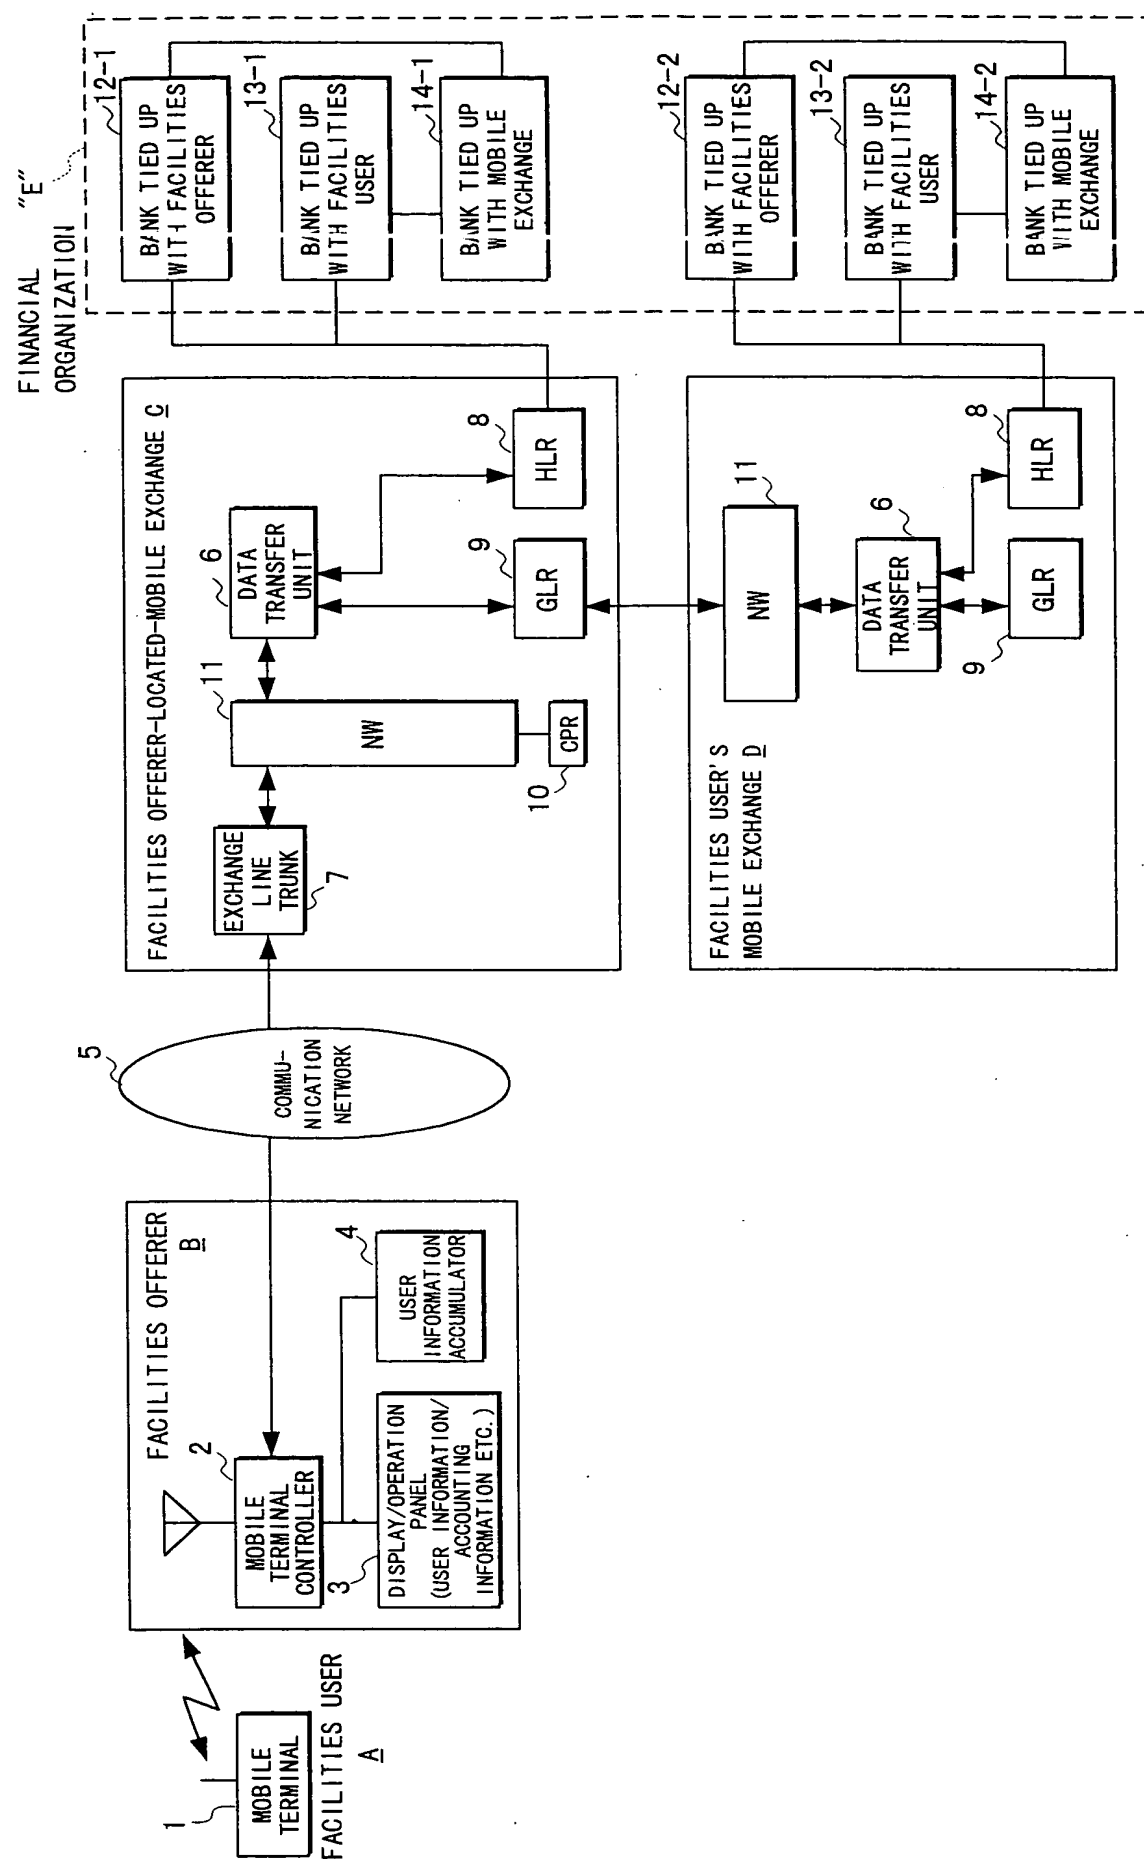 FINANCIAL "E"
ORGANIZATION
1
MOBILE
TERMINAL
FACILITIES USER
A
FACILITIES OFFERER
B
2
MOBILE
TERMINAL
CONTROLLER
3
DISPLAY/OPERATION
PANEL
(USER INFORMATION/
ACCOUNTING
INFORMATION ETC.)
4
USER
INFORMATION
ACCUMULATOR
5
COMMU-
NICATION
NETWORK
FACILITIES OFFERER-LOCATED-MOBILE EXCHANGE C
EXCHANGE
LINE
TRUNK
7
11
NW
10
CPR
6
DATA
TRANSFER
UNIT
9
GLR
8
HLR
12-1
BANK TIED UP
WITH FACILITIES
OFFERER
13-1
BANK TIED UP
WITH FACILITIES
USER
14-1
BANK TIED UP
WITH MOBILE
EXCHANGE
FACILITIES USER'S
MOBILE EXCHANGE D
11
NW
6
DATA
TRANSFER
UNIT
9
GLR
8
HLR
12-2
BANK TIED UP
WITH FACILITIES
OFFERER
13-2
BANK TIED UP
WITH FACILITIES
USER
14-2
BANK TIED UP
WITH MOBILE
EXCHANGE